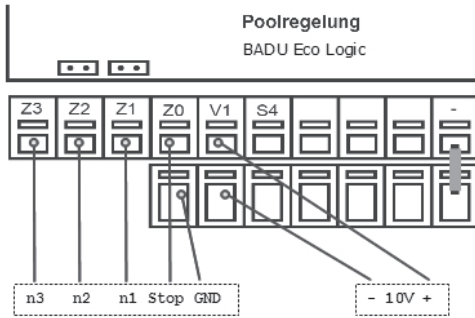 Poolregelung
BADU Eco Logic
Z3 Z2 Z1 Z0 V1 S4 -
n3 n2 n1 Stop GND - 10V +